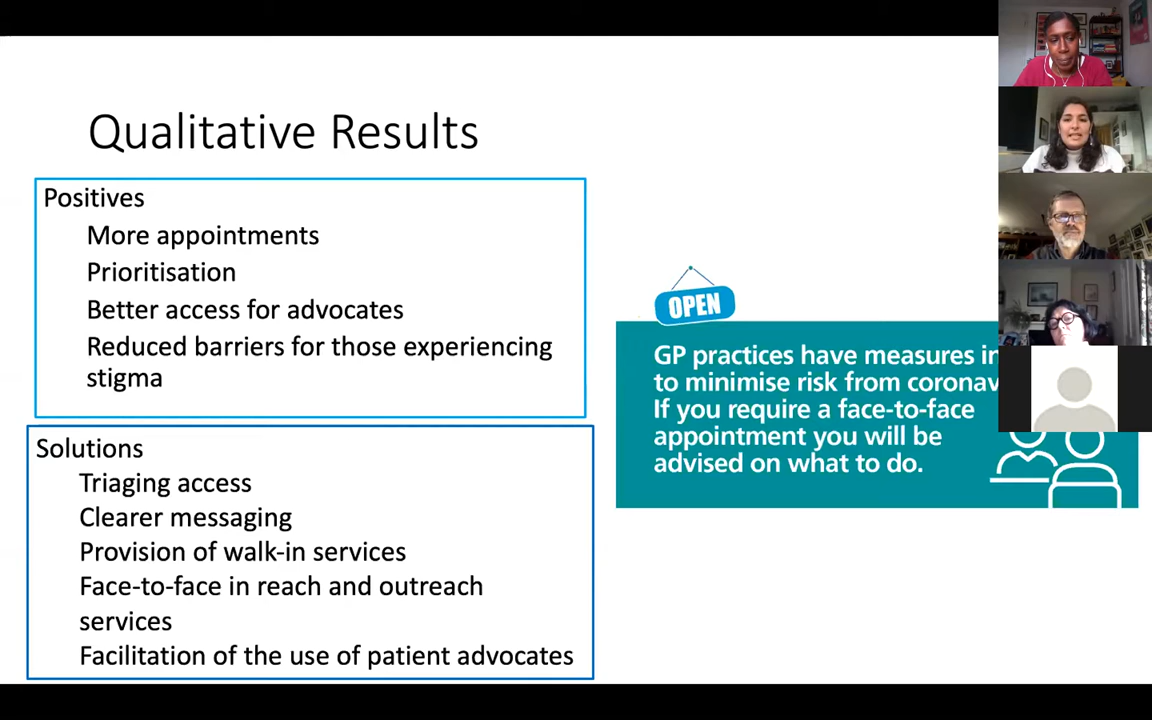 Qualitative Results
Positives
More appointments
Prioritisation
Better access for advocates
Reduced barriers for those experiencing
stigma
Solutions
Triaging access
Clearer messaging
Provision of walk-in services
Face-to-face in reach and outreach
services
Facilitation of the use of patient advocates
OPEN
GP practices have measures in
to minimise risk from
If you require a face-to-face
appointment you will be
advised on what to do.